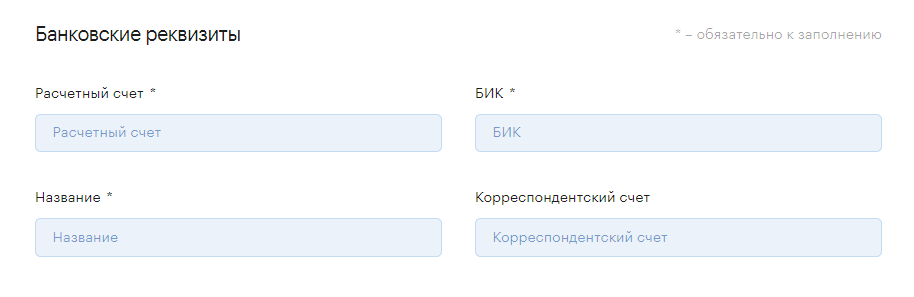 Банковские реквизиты
* – обязательно к заполнению
Расчетный счет *
БИК *
Расчетный счет
БИК
Название *
Корреспондентский счет
Название
Корреспондентский счет